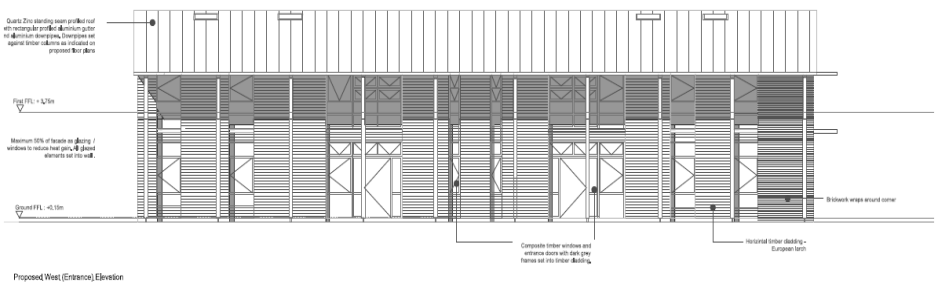 Quartz Zinc standing seam profiled roof
with rectangular profiled aluminium gutter
nd aluminium downpipes. Downpipes set
against timber columns as indicated on
proposed floor plans
First FFL: + 3.75m
Maximum 50% of facade as glazing /
windows to reduce heat gain. All glazed
elements set into wall.
Ground FFL: +0.15m
Brickwork wraps around corner
Composite timber windows and
entrance doors with dark grey
frames set into timber cladding.
Horizintal timber cladding -
European larch
Proposed West (Entrance) Elevation